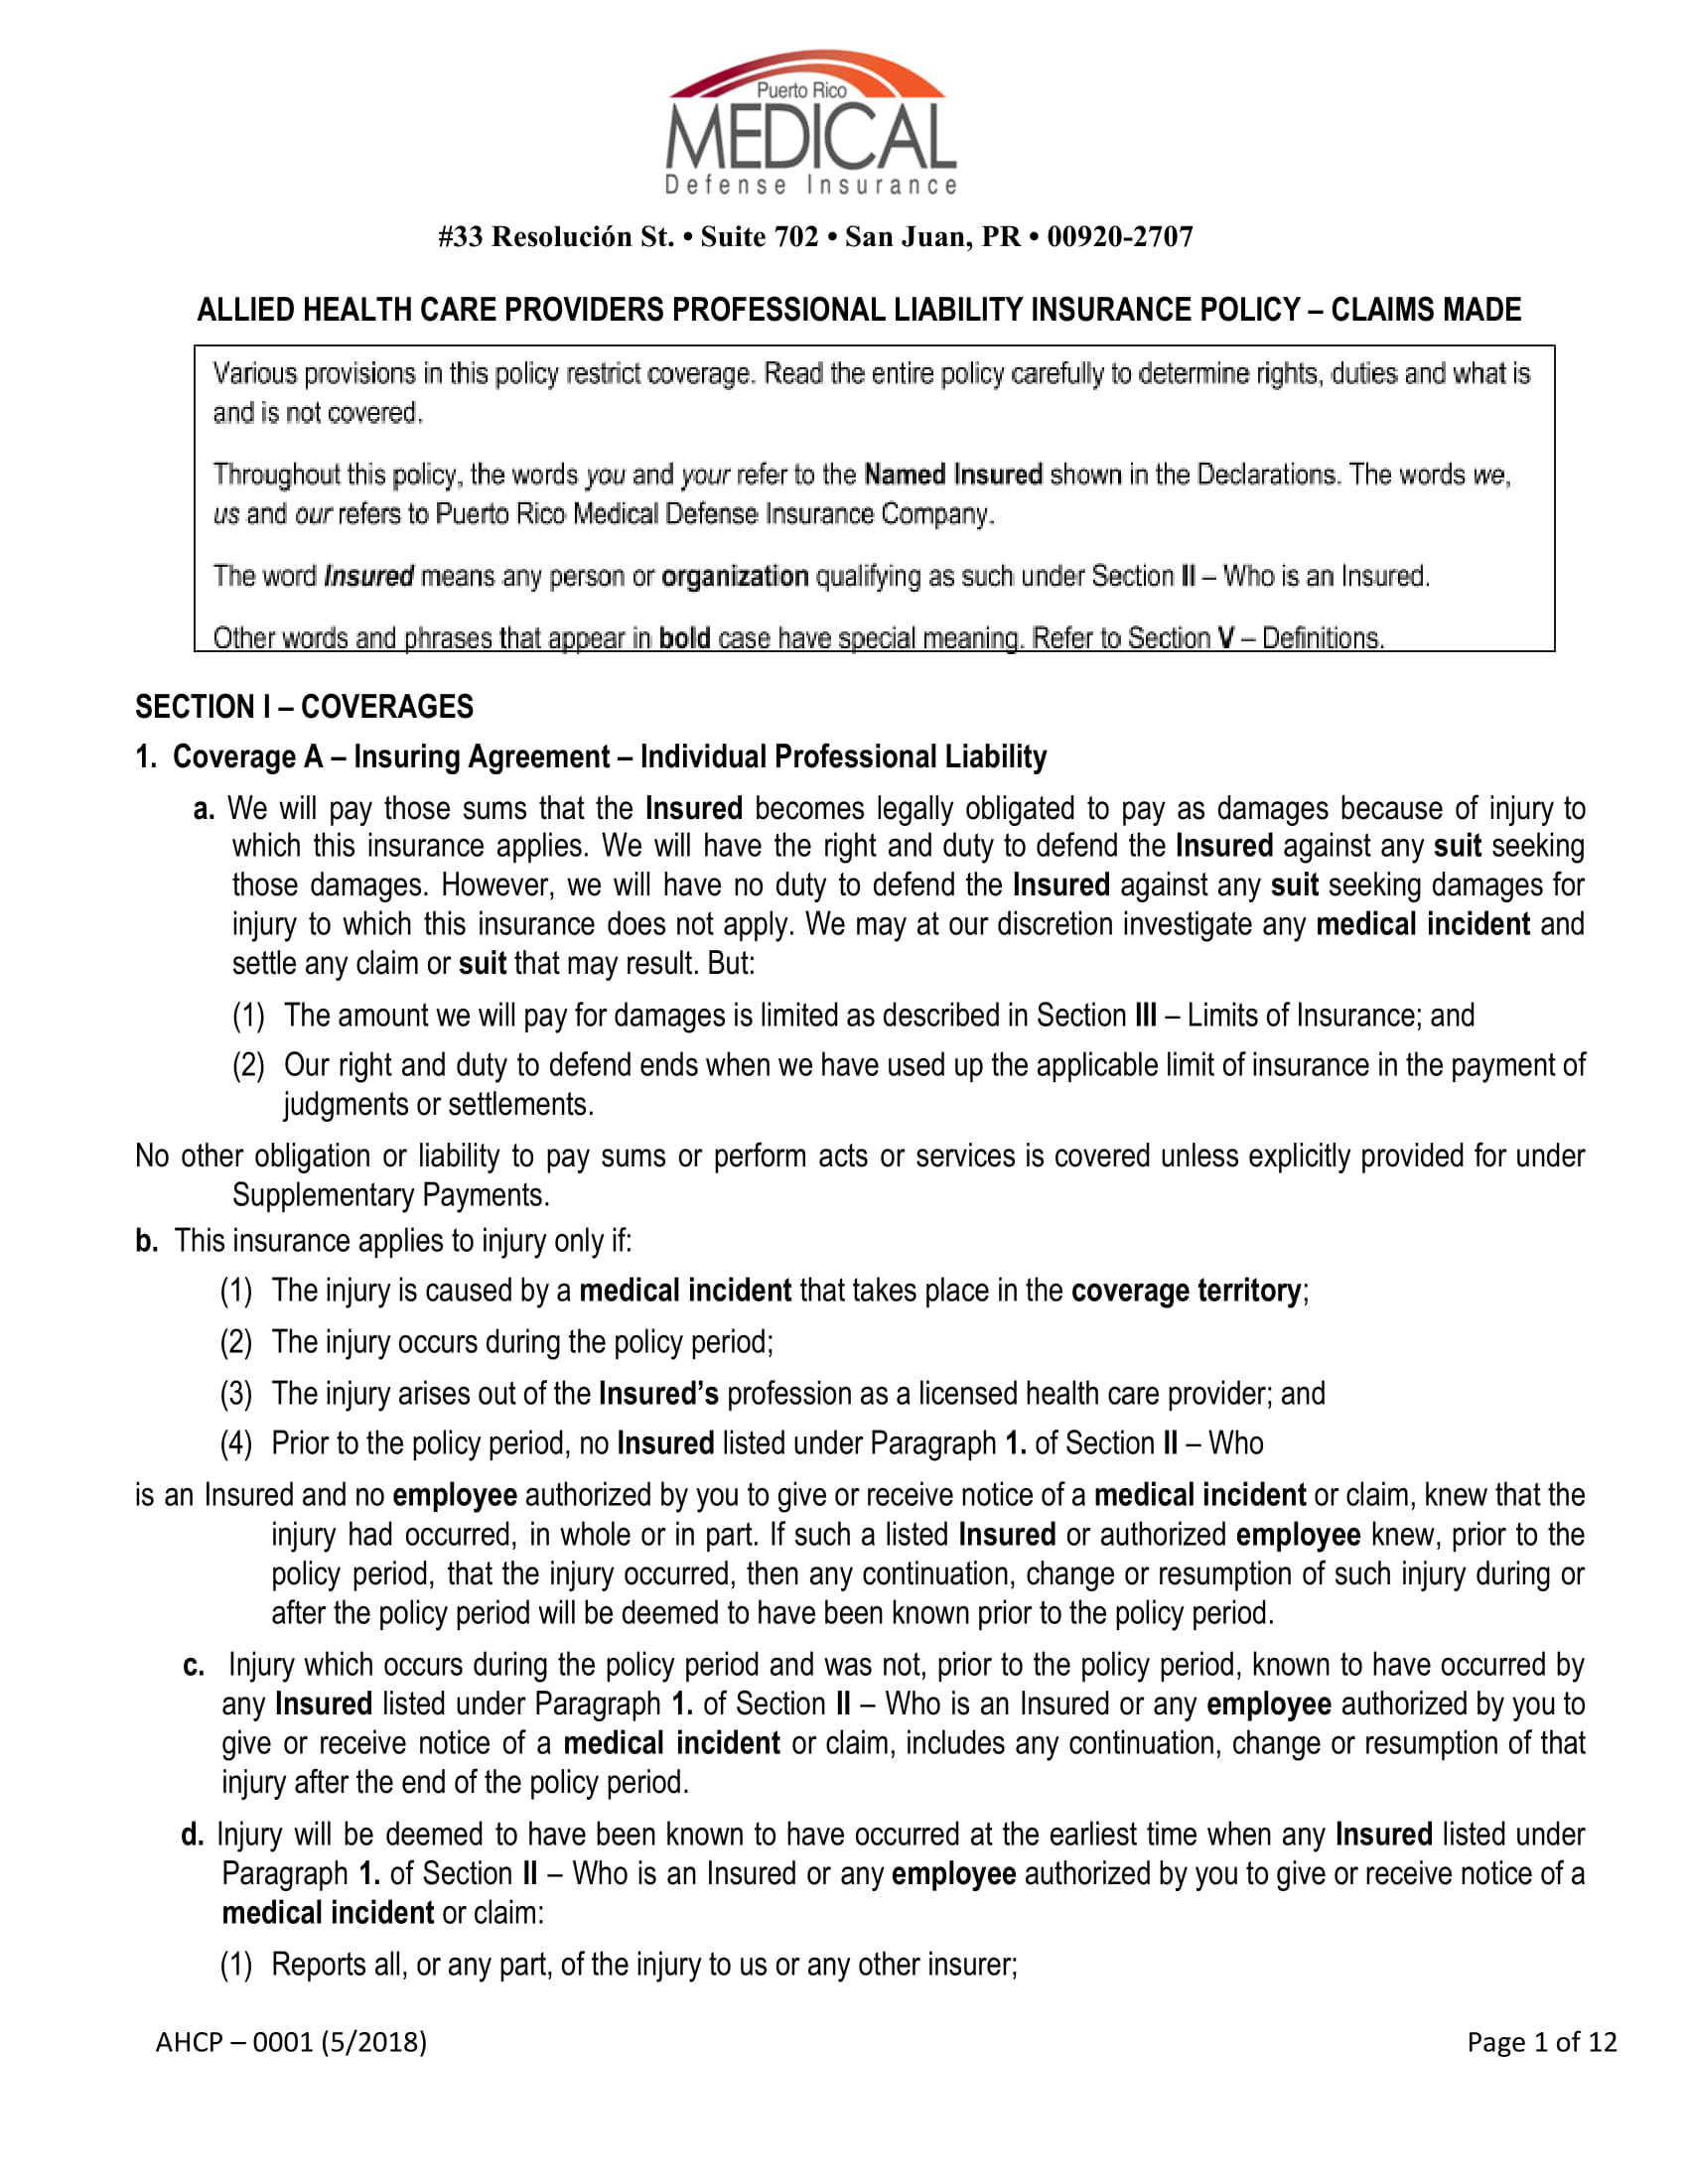 Puerto Rico
MEDICAL
Defense Insurance
#33 Resolución St. • Suite 702 • San Juan, PR • 00920-2707
ALLIED HEALTH CARE PROVIDERS PROFESSIONAL LIABILITY INSURANCE POLICY – CLAIMS MADE
Various provisions in this policy restrict coverage. Read the entire policy carefully to determine rights, duties and what is
and is not covered.
Throughout this policy, the words you and your refer to the Named Insured shown in the Declarations. The words we,
us and our refers to Puerto Rico Medical Defense Insurance Company.
The word Insured means any person or organization qualifying as such under Section II – Who is an Insured.
Other words and phrases that appear in bold case have special meaning. Refer to Section V – Definitions.
SECTION I – COVERAGES
1. Coverage A – Insuring Agreement – Individual Professional Liability
a. We will pay those sums that the Insured becomes legally obligated to pay as damages because of injury to
which this insurance applies. We will have the right and duty to defend the Insured against any suit seeking
those damages. However, we will have no duty to defend the Insured against any suit seeking damages for
injury to which this insurance does not apply. We may at our discretion investigate any medical incident and
settle any claim or suit that may result. But:
(1) The amount we will pay for damages is limited as described in Section III – Limits of Insurance; and
(2) Our right and duty to defend ends when we have used up the applicable limit of insurance in the payment of
judgments or settlements.
No other obligation or liability to pay sums or perform acts or services is covered unless explicitly provided for under
Supplementary Payments.
b. This insurance applies to injury only if:
(1) The injury is caused by a medical incident that takes place in the coverage territory;
(2) The injury occurs during the policy period;
(3) The injury arises out of the Insured’s profession as a licensed health care provider; and
(4) Prior to the policy period, no Insured listed under Paragraph 1. of Section II – Who
is an Insured and no employee authorized by you to give or receive notice of a medical incident or claim, knew that the
injury had occurred, in whole or in part. If such a listed Insured or authorized employee knew, prior to the
policy period, that the injury occurred, then any continuation, change or resumption of such injury during or
after the policy period will be deemed to have been known prior to the policy period.
c. Injury which occurs during the policy period and was not, prior to the policy period, known to have occurred by
any Insured listed under Paragraph 1. of Section II – Who is an Insured or any employee authorized by you to
give or receive notice of a medical incident or claim, includes any continuation, change or resumption of that
injury after the end of the policy period.
d. Injury will be deemed to have been known to have occurred at the earliest time when any Insured listed under
Paragraph 1. of Section II – Who is an Insured or any employee authorized by you to give or receive notice of a
medical incident or claim:
(1) Reports all, or any part, of the injury to us or any other insurer;
AHCP – 0001 (5/2018)
Page 1 of 12